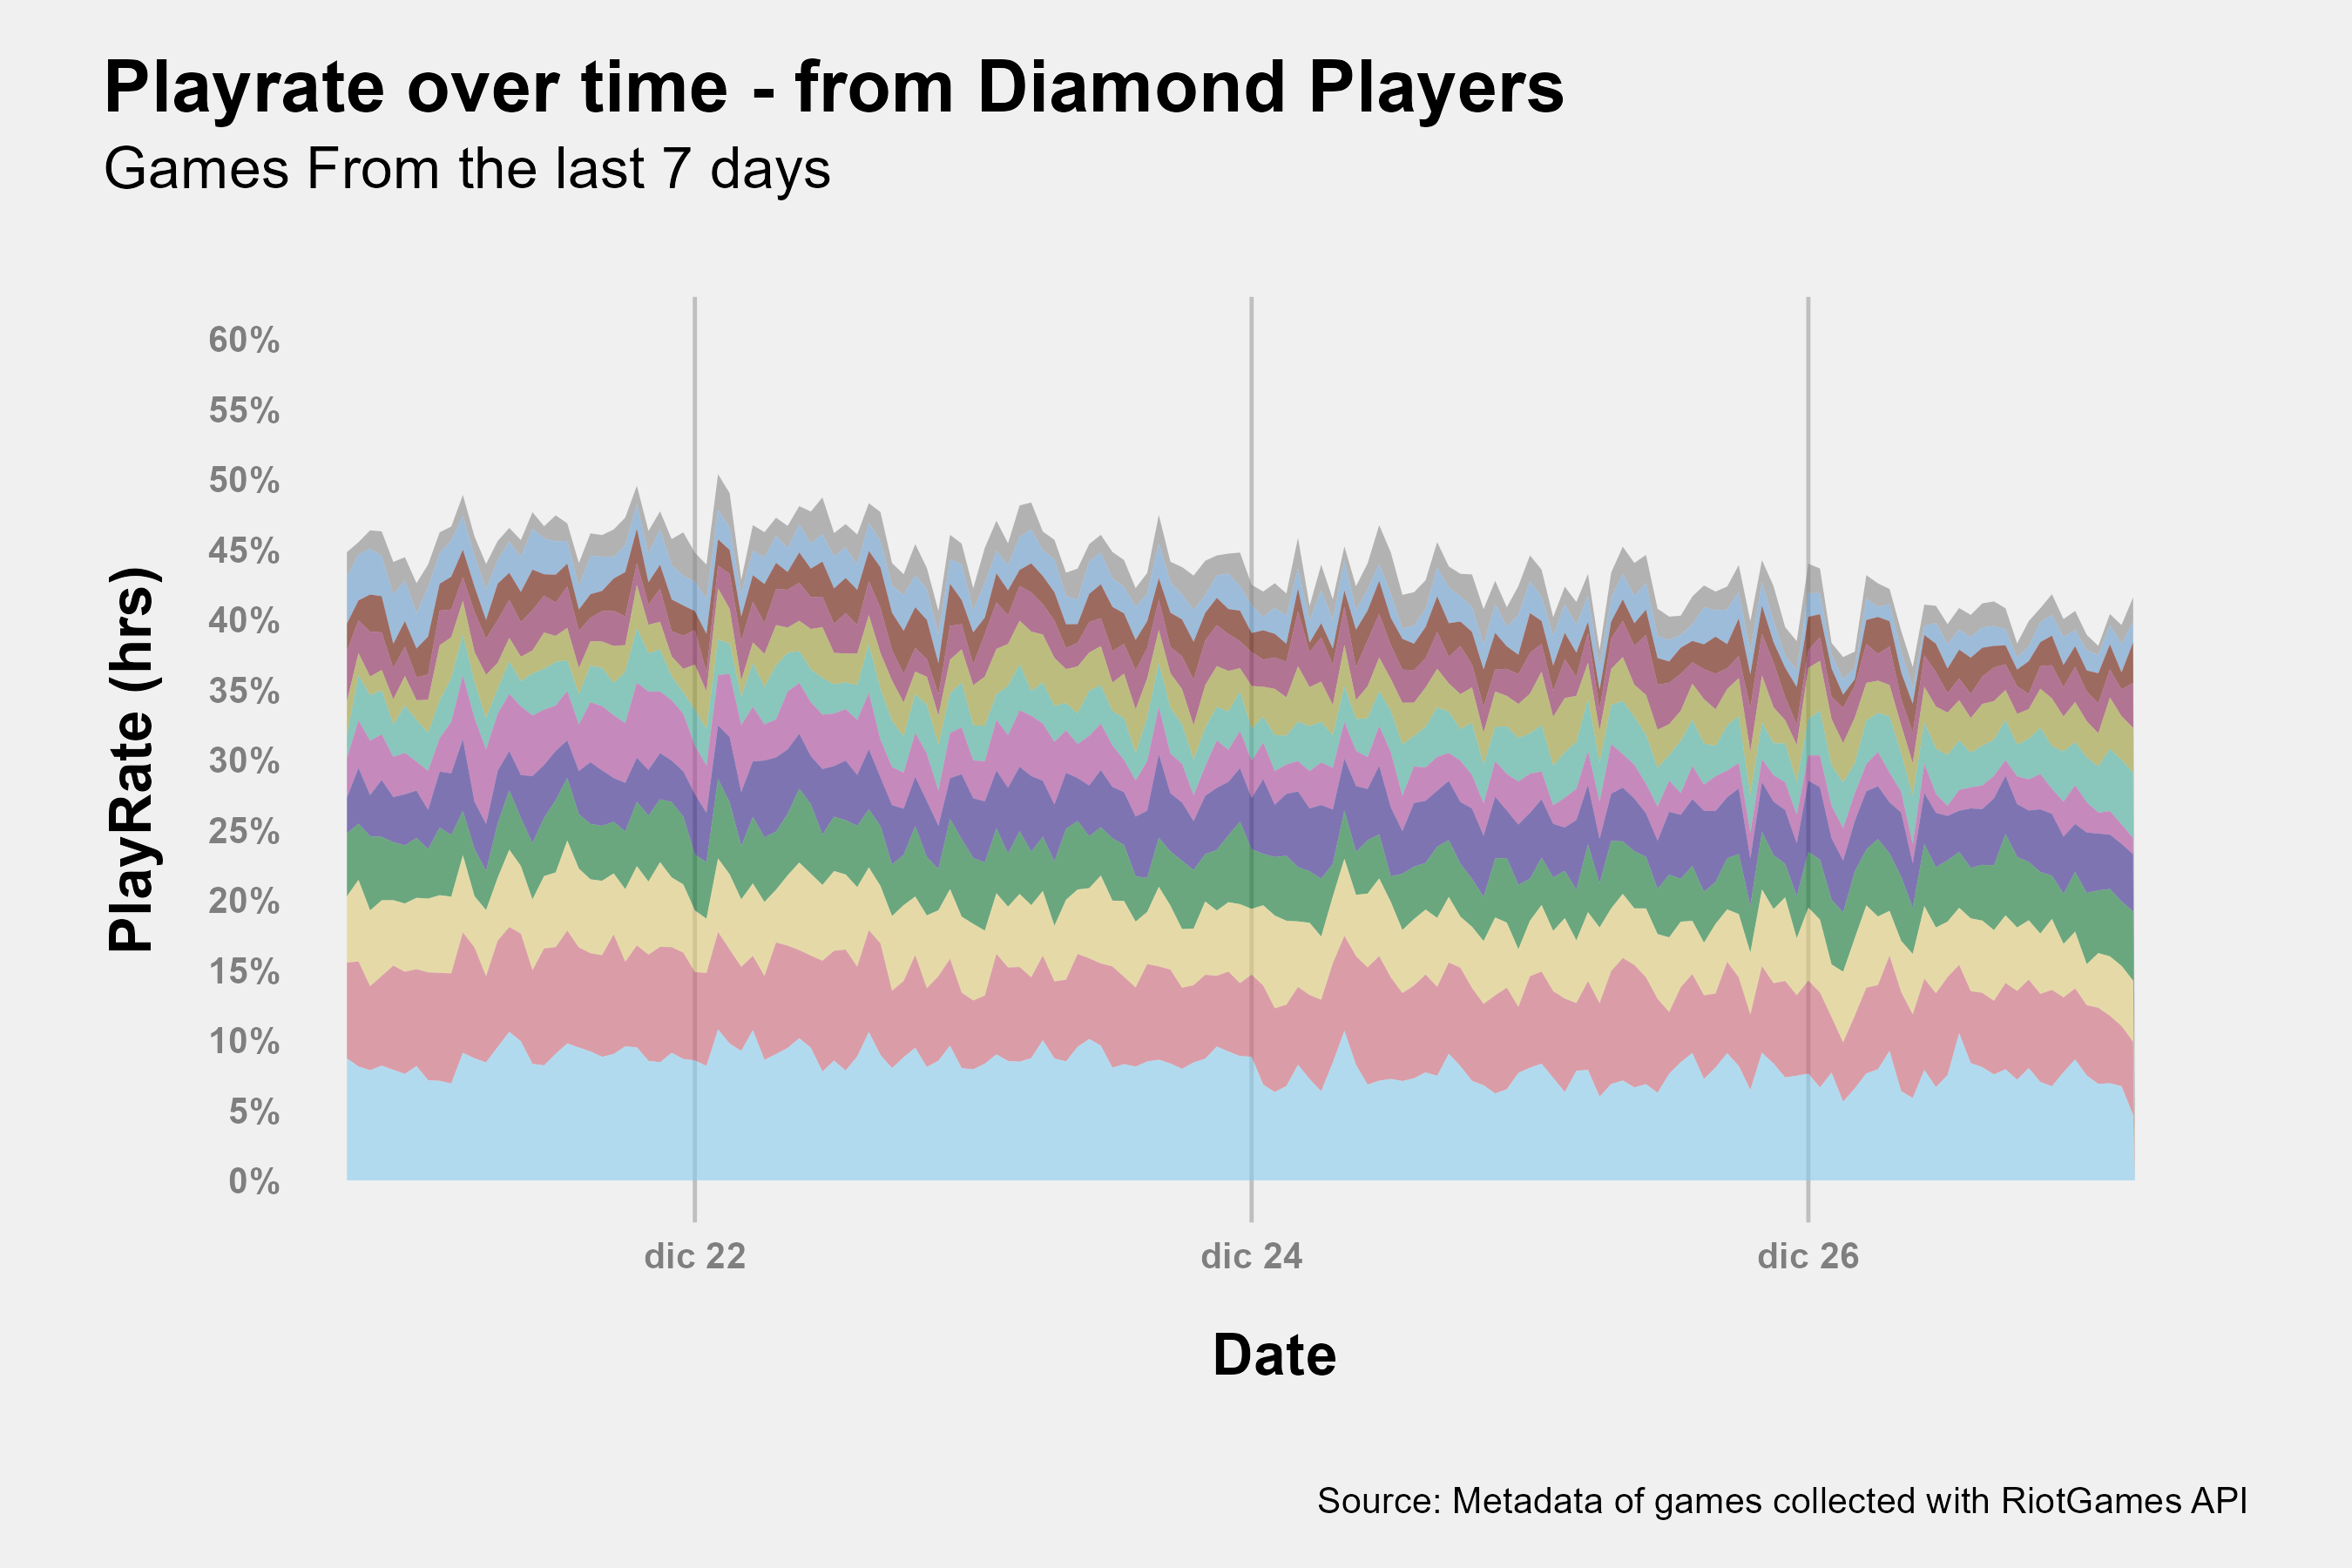 Playrate over time - from Diamond Players
Games From the last 7 days
PlayRate (hrs)
60%
55%
50%
45%
40%
35%
30%
25%
20%
15%
10%
5%
0%
dic 22
dic 24
dic 26
Date
Source: Metadata of games collected with RiotGames API